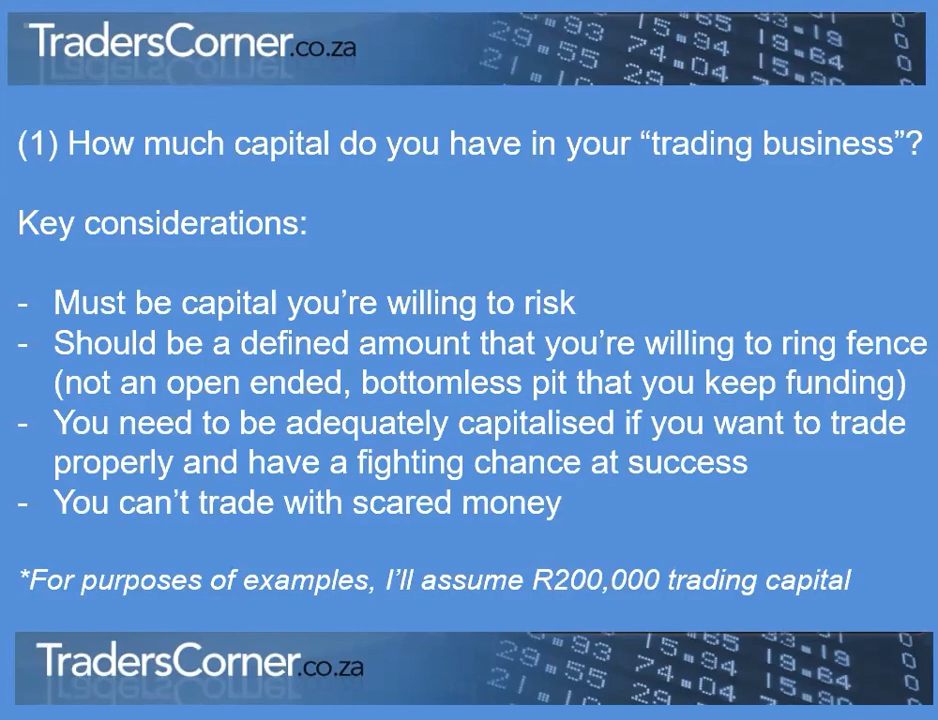 TradersCorner.co.za
(1) How much capital do you have in your “trading business”?
Key considerations:
- Must be capital you’re willing to risk
- Should be a defined amount that you’re willing to ring fence
(not an open ended, bottomless pit that you keep funding)
- You need to be adequately capitalised if you want to trade
properly and have a fighting chance at success
- You can’t trade with scared money
*For purposes of examples, I’ll assume R200,000 trading capital
TradersCorner.co.za